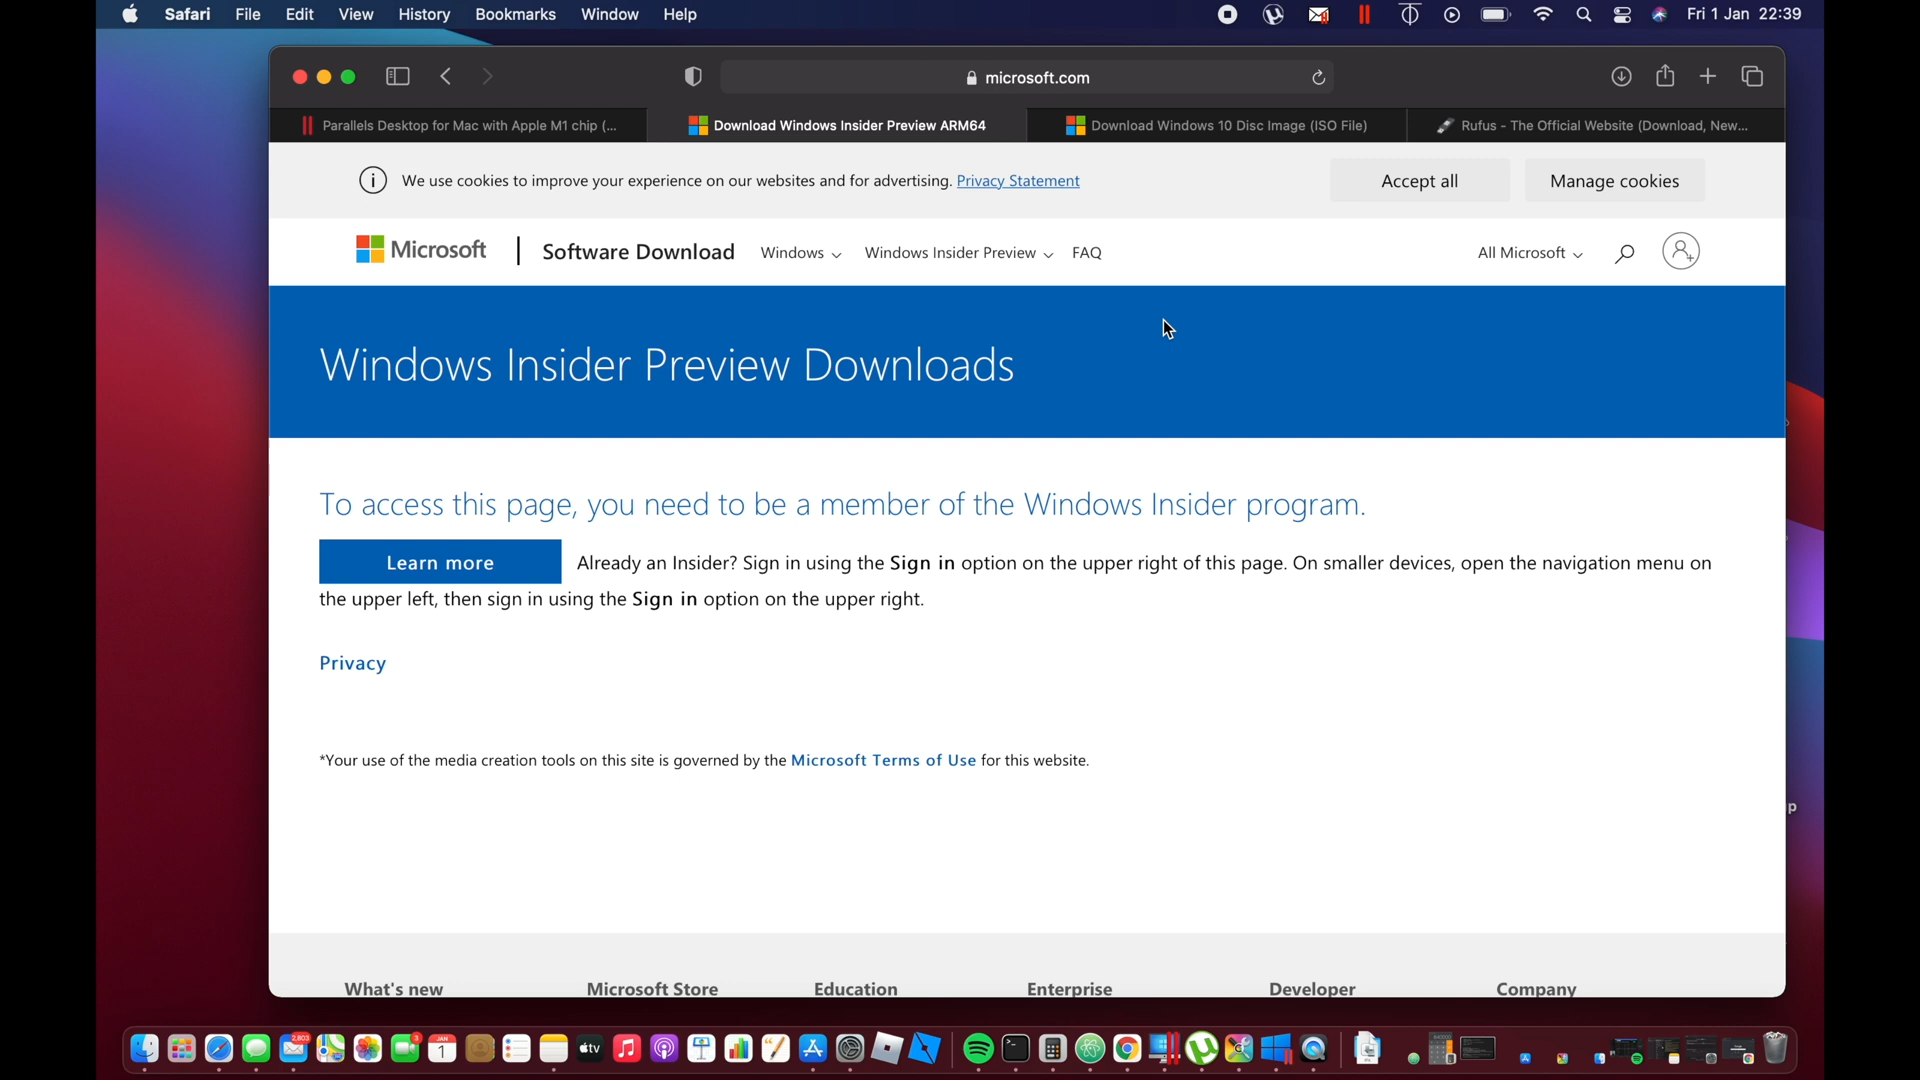 Safari File Edit View History Bookmarks Window Help Fri 1 Jan 22:39
microsoft.com
Parallels Desktop for Mac with Apple M1 chip (...
Download Windows Insider Preview ARM64
Download Windows 10 Disc Image (ISO File)
Rufus - The Official Website (Download, New...
We use cookies to improve your experience on our websites and for advertising. Privacy Statement
Accept all
Manage cookies
Microsoft
Software Download Windows Windows Insider Preview FAQ
All Microsoft
Windows Insider Preview Downloads
To access this page, you need to be a member of the Windows Insider program.
Learn more
Already an Insider? Sign in using the Sign in option on the upper right of this page. On smaller devices, open the navigation menu on
the upper left, then sign in using the Sign in option on the upper right.
Privacy
*Your use of the media creation tools on this site is governed by the Microsoft Terms of Use for this website.
p
What's new Microsoft Store Education Enterprise Developer Company
2,803
3
JAN
1
tv